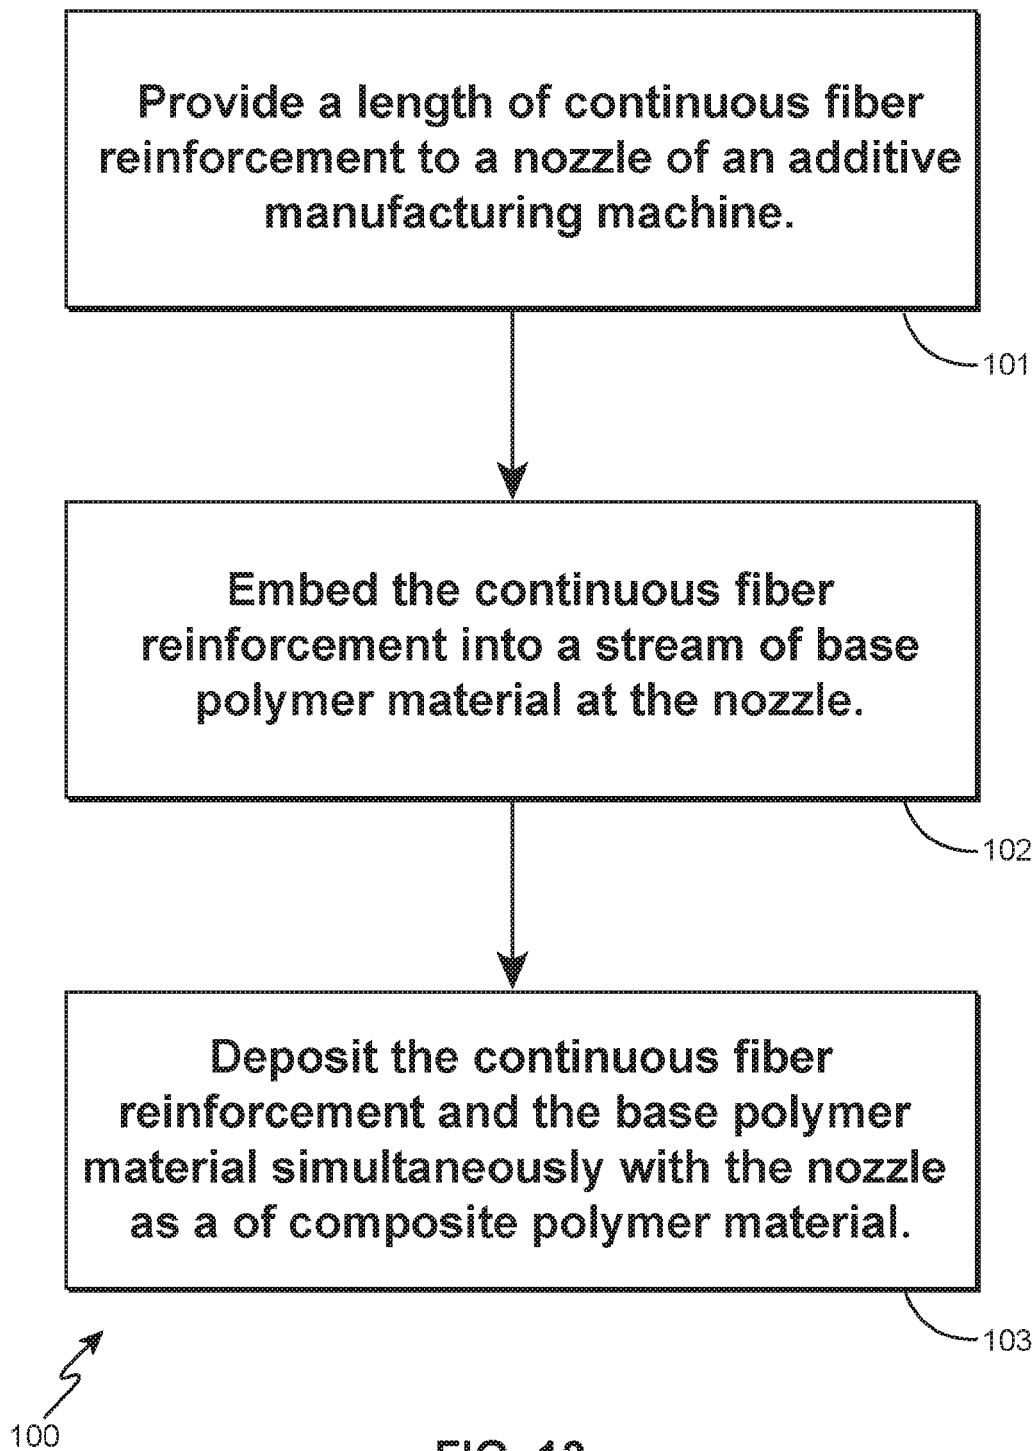 Provide a length of continuous fiber
reinforcement to a nozzle of an additive
manufacturing machine.
101
Embed the continuous fiber
reinforcement into a stream of base
polymer material at the nozzle.
102
Deposit the continuous fiber
reinforcement and the base polymer
material simultaneously with the nozzle
as a of composite polymer material.
103
100